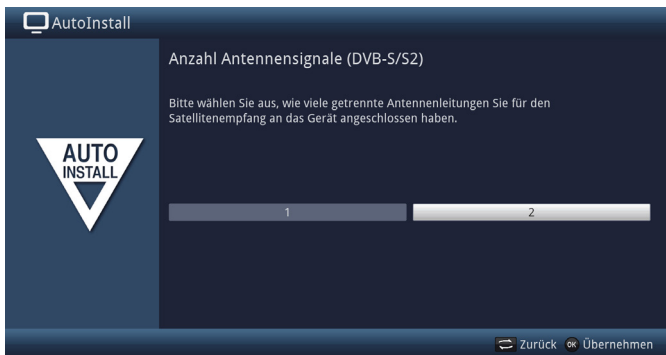 AutoInstall
Anzahl Antennensignale (DVB-S/S2)
Bitte wählen Sie aus, wie viele getrennte Antennenleitungen Sie für den
Satellitenempfang an das Gerät angeschlossen haben.
AUTO
INSTALL
1 2
Zurück OK Übernehmen